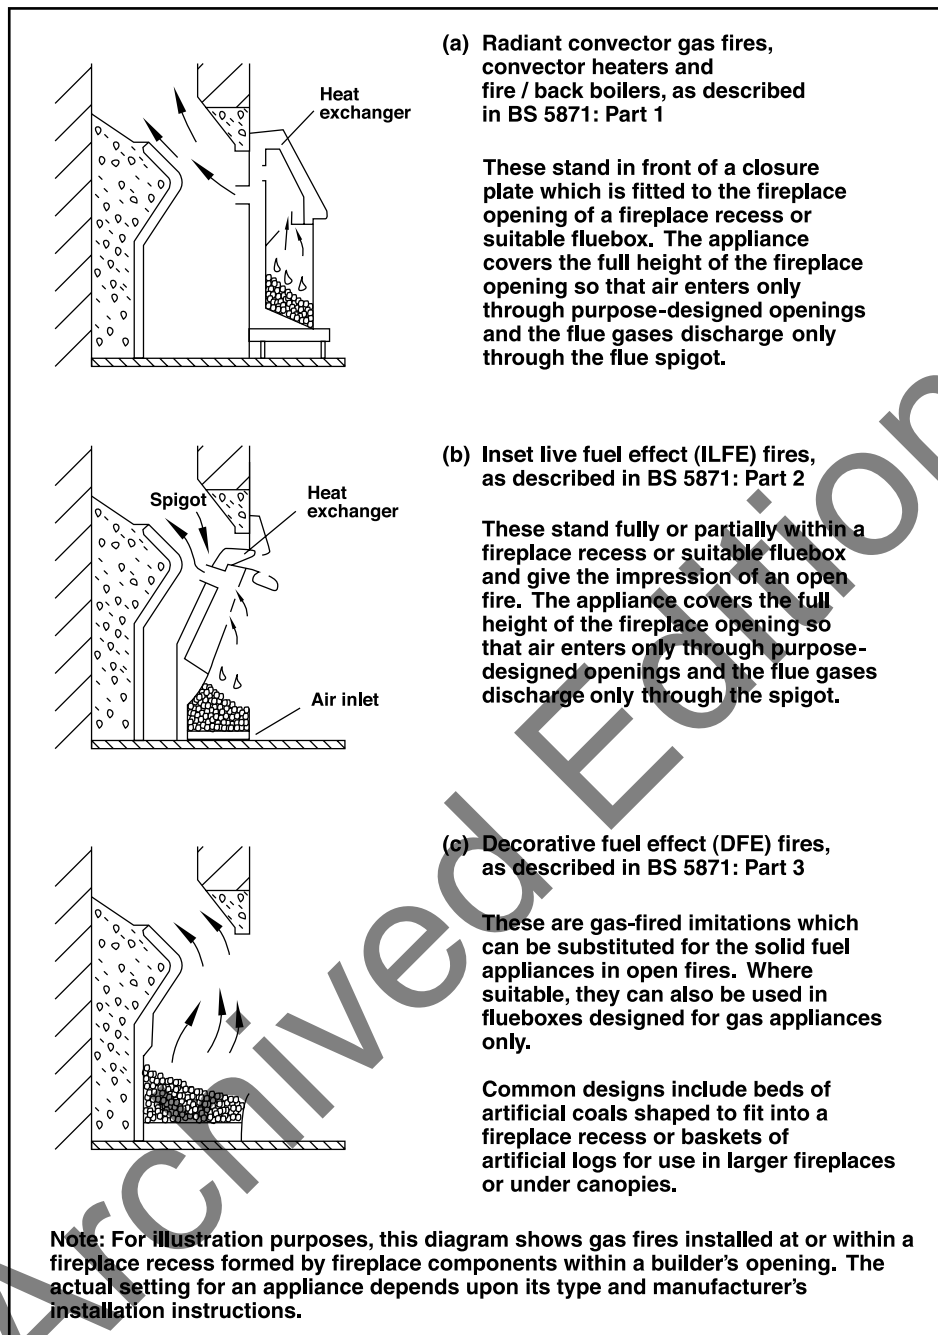 (a) Radiant convector gas fires,
convector heaters and
fire / back boilers, as described
in BS 5871: Part 1
Heat
exchanger
These stand in front of a closure
plate which is fitted to the fireplace
opening of a fireplace recess or
suitable fluebox. The appliance
covers the full height of the fireplace
opening so that air enters only
through purpose-designed openings
and the flue gases discharge only
through the flue spigot.
(b) Inset live fuel effect (ILFE) fires,
as described in BS 5871: Part 2
Spigot
Heat
exchanger
Air inlet
These stand fully or partially within a
fireplace recess or suitable fluebox
and give the impression of an open
fire. The appliance covers the full
height of the fireplace opening so
that air enters only through purpose-
designed openings and the flue gases
discharge only through the spigot.
(c) Decorative fuel effect (DFE) fires,
as described in BS 5871: Part 3
These are gas-fired imitations which
can be substituted for the solid fuel
appliances in open fires. Where
suitable, they can also be used in
flueboxes designed for gas appliances
only.
Common designs include beds of
artificial coals shaped to fit into a
fireplace recess or baskets of
artificial logs for use in larger fireplaces
or under canopies.
Note: For illustration purposes, this diagram shows gas fires installed at or within a
fireplace recess formed by fireplace components within a builder's opening. The
actual setting for an appliance depends upon its type and manufacturer's
installation instructions.
Archived Edition